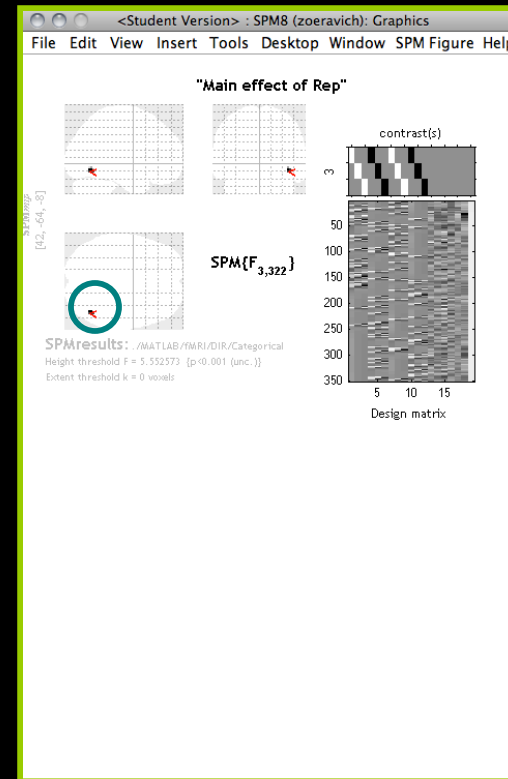 <Student Version> : SPM8 (zoeravich): Graphics
File Edit View Insert Tools Desktop Window SPM Figure Help
"Main effect of Rep"
SPMmip
[42, -64, -8]
SPM{F3,322}
SPMresults: ./MATLAB/fMRI/DIR/Categorical
Height threshold F = 5.552573 {p<0.001 (unc.)}
Extent threshold k = 0 voxels
contrast(s)
3
50
100
150
200
250
300
350
5 10 15
Design matrix